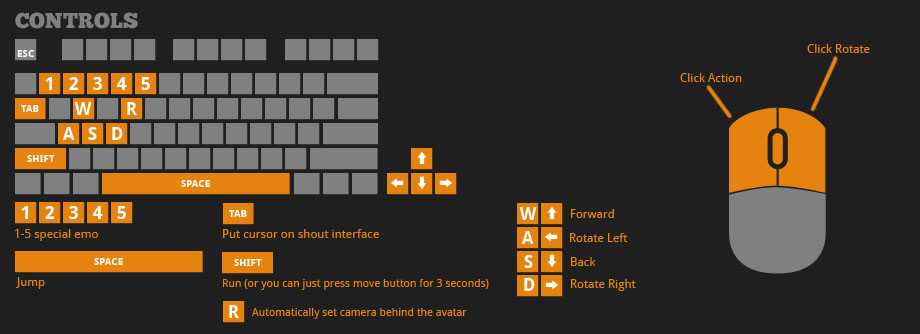 CONTROLS
ESC
1 2 3 4 5
TAB W R
A S D
SHIFT
SPACE
1 2 3 4 5
1-5 special emo
SPACE
Jump
TAB
Put cursor on shout interface
SHIFT
Run (or you can just press move button for 3 seconds)
R Automatically set camera behind the avatar
W Forward
A Rotate Left
S Back
D Rotate Right
Click Rotate
Click Action